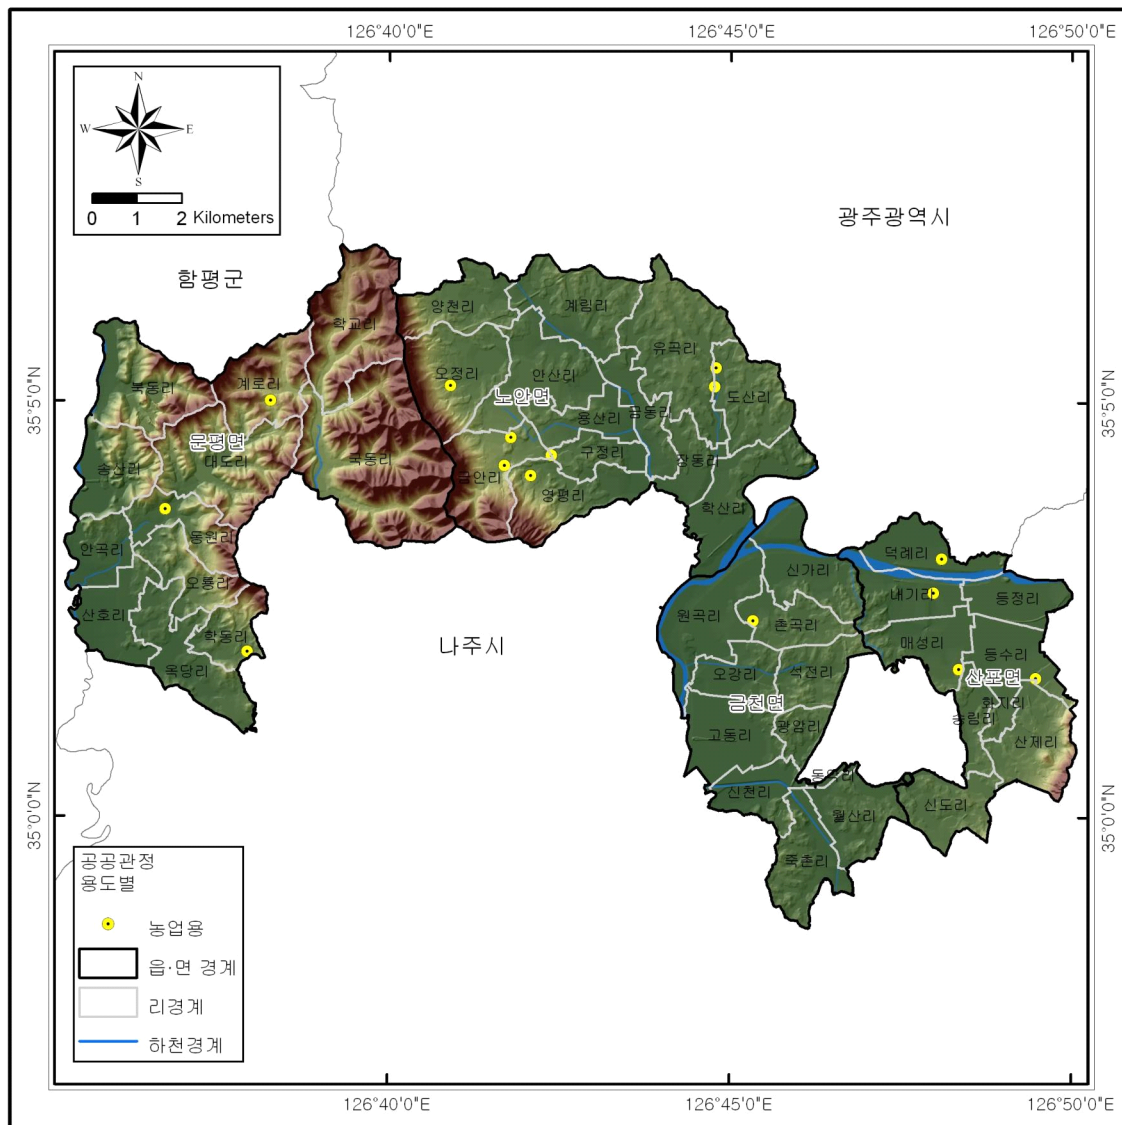 126°40'0"E
126°45'0"E
126°50'0"E
N
W
E
S
0 1 2 Kilometers
광주광역시
함평군
학교리
양천리
계림리
유곡리
북동리
계로리
오정리
안산리
도산리
노안면
35°5'0"N
35°5'0"N
용산리
금동리
문평면
대도리
국동리
구정리
장동리
송산리
금안리
영평리
학산리
안곡리
동원리
덕례리
오룡리
신가리
내기리
등정리
산호리
원곡리
촌곡리
학동리
매성리
등수리
나주시
옥당리
오강리
석전리
산포면
금천면
화지리
송림리
고동리
광암리
산제리
동악리
신천리
월산리
신도리
35°0'0"N
35°0'0"N
죽촌리
공공관정
용도별
농업용
읍·면 경계
리경계
하천경계
126°40'0"E
126°45'0"E
126°50'0"E